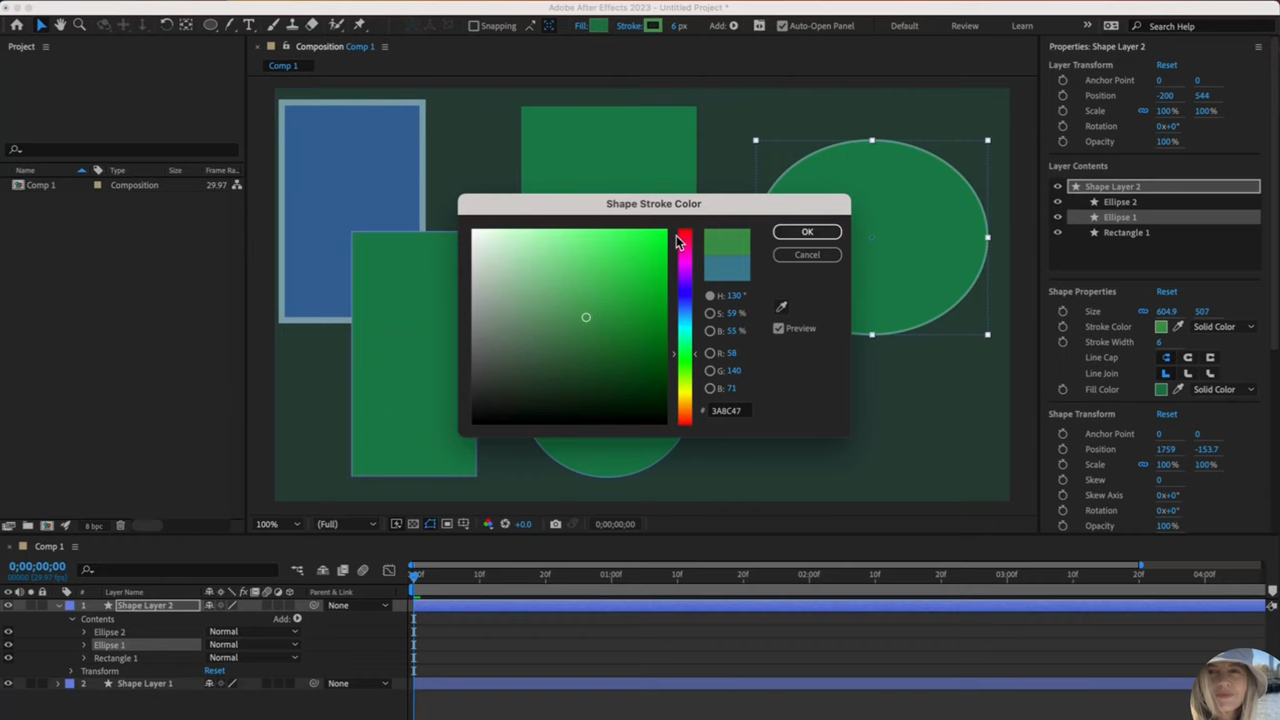 Adobe After Effects 2023 - Untitled Project *
Snapping
Fill:
Stroke:
6 px
Add:
Auto-Open Panel
Default
Review
Learn
Search Help
Project
Composition Comp 1
Comp 1
Name
Type
Size
Frame Ra..
Comp 1
Composition
29.97
8 bpc
Shape Stroke Color
OK
Cancel
H: 130 °
S: 59 %
B: 55 %
Preview
R: 58
G: 140
B: 71
# 3A8C47
100%
(Full)
+0.0
0;00;00;00
Properties: Shape Layer 2
Layer Transform Reset
Anchor Point 0 0
Position -200 544
Scale 100% 100%
Rotation 0x+0°
Opacity 100%
Layer Contents
Shape Layer 2
Ellipse 2
Ellipse 1
Rectangle 1
Shape Properties Reset
Size 604.9 507
Stroke Color Solid Color
Stroke Width 6
Line Cap
Line Join
Fill Color Solid Color
Shape Transform Reset
Anchor Point 0 0
Position 1759 -153.7
Scale 100% 100%
Skew 0
Skew Axis 0x+0°
Rotation 0x+0°
Opacity 100%
Comp 1
0;00;00;00
00000 (29.97 fps)
# Layer Name Parent & Link
:00f 10f 20f 01:00f 10f 20f 02:00f 10f 20f 03:00f 10f 20f 04:00f
1 Shape Layer 2 None
Contents Add:
Ellipse 2 Normal
Ellipse 1 Normal
Rectangle 1 Normal
Transform Reset
2 Shape Layer 1 None